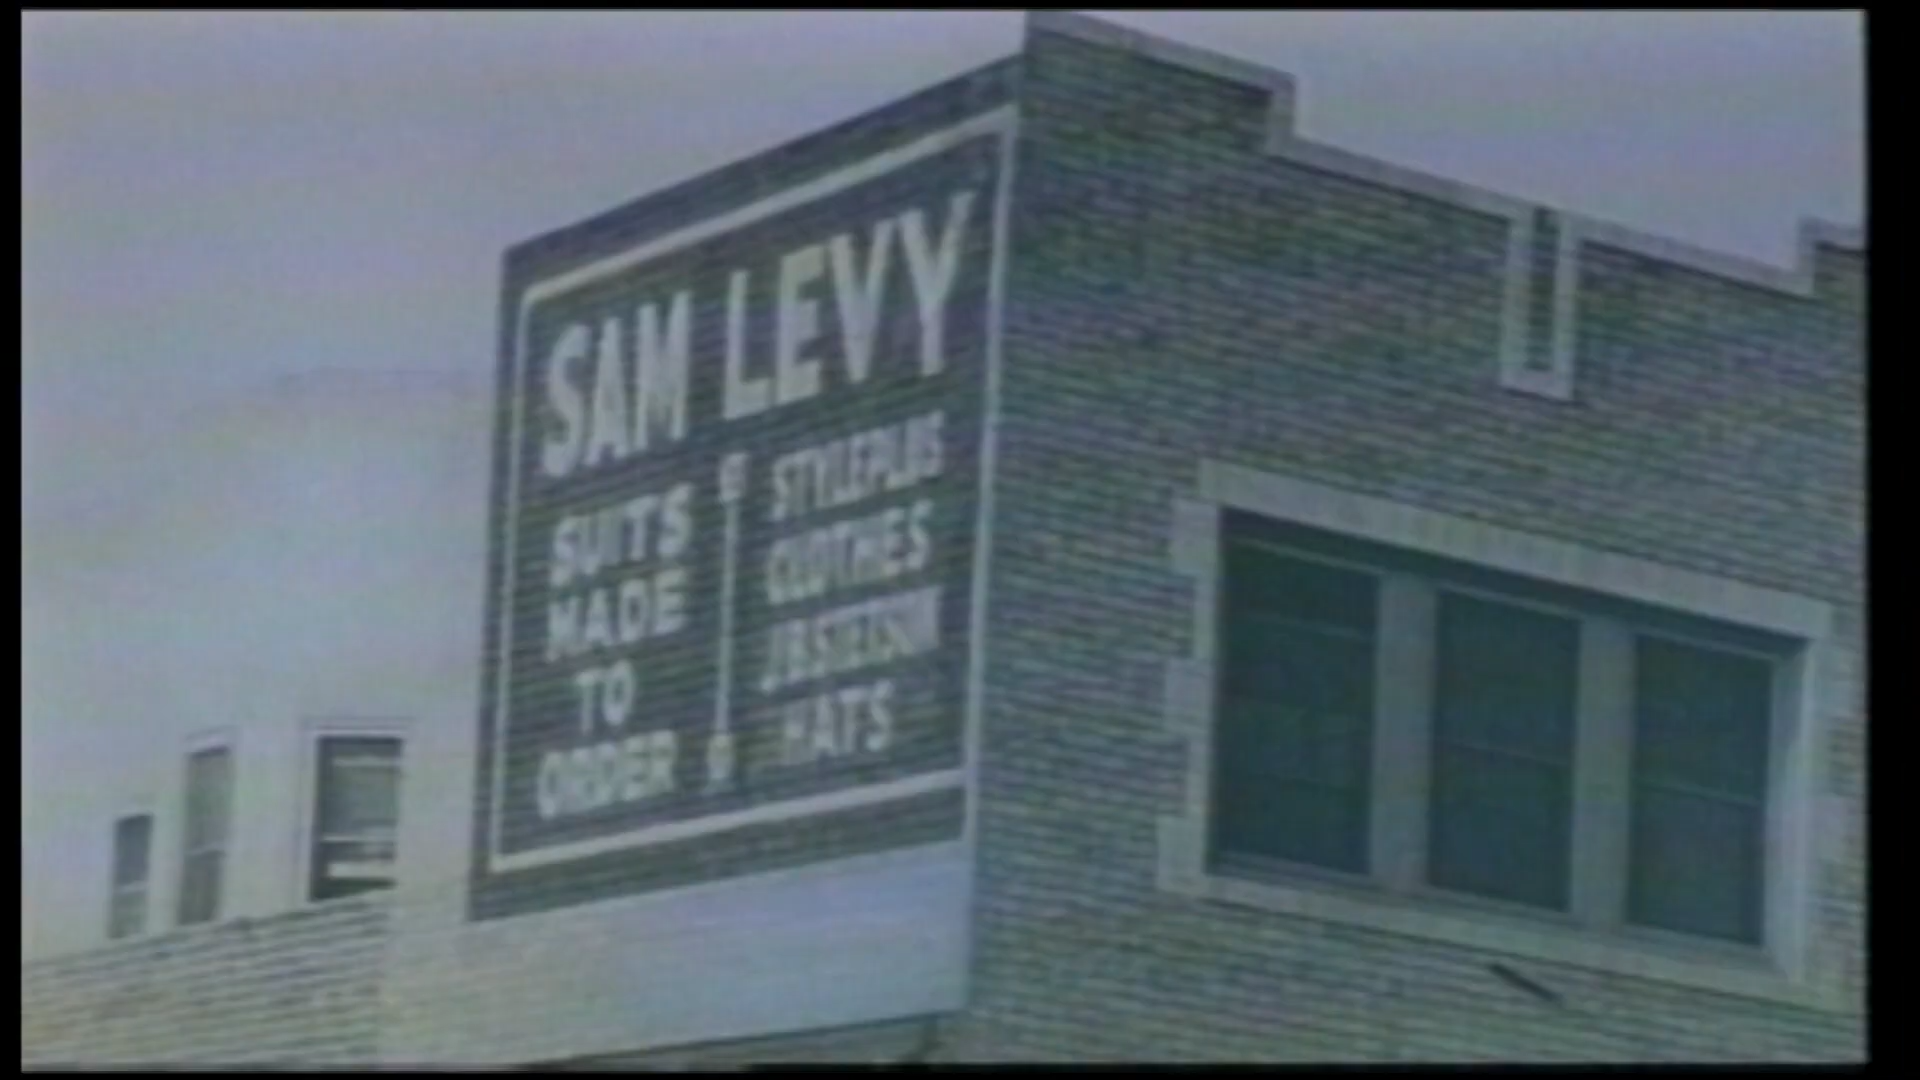 SAM LEVY
SUITS
MADE
TO
ORDER
STYLEPLUS
CLOTHES
J.B.STETSON
HATS